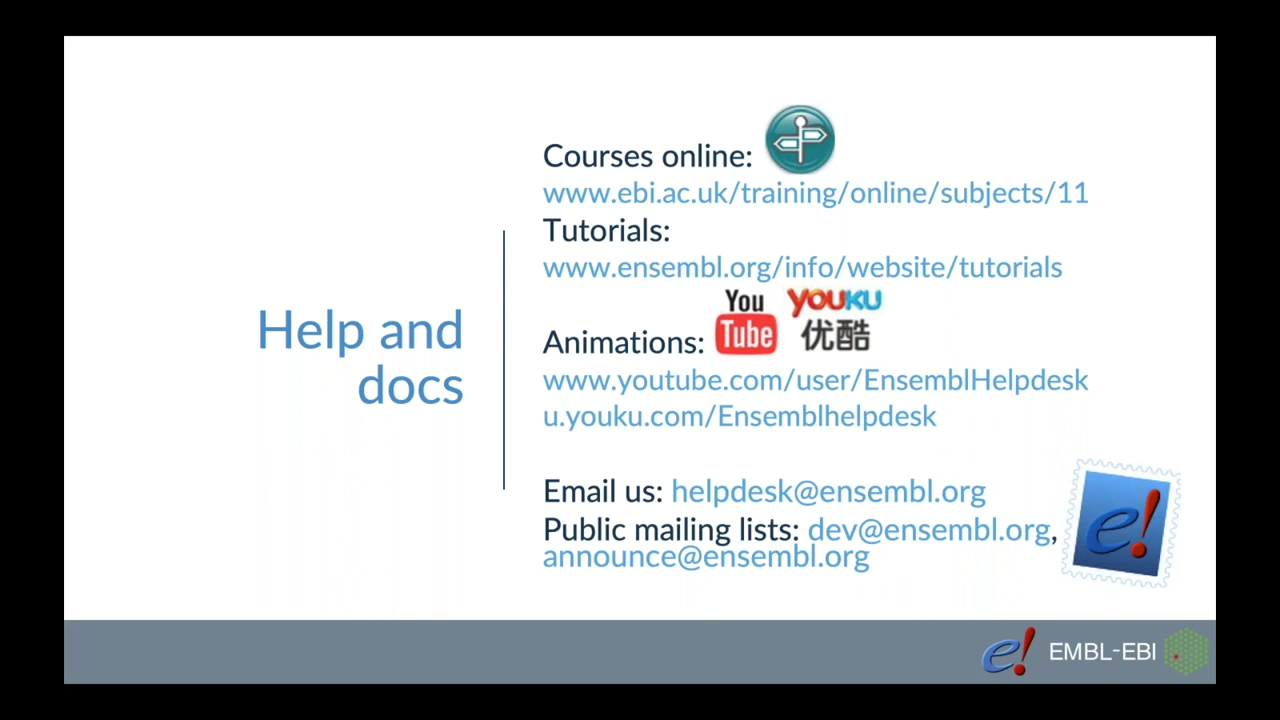 Help and
docs
Courses online:
www.ebi.ac.uk/training/online/subjects/11
Tutorials:
www.ensembl.org/info/website/tutorials
You
Tube
YOUKU
优酷
Animations:
www.youtube.com/user/EnsemblHelpdesk
u.youku.com/Ensemblhelpdesk
Email us: helpdesk@ensembl.org
Public mailing lists: dev@ensembl.org,
announce@ensembl.org
e!
e!
EMBL-EBI